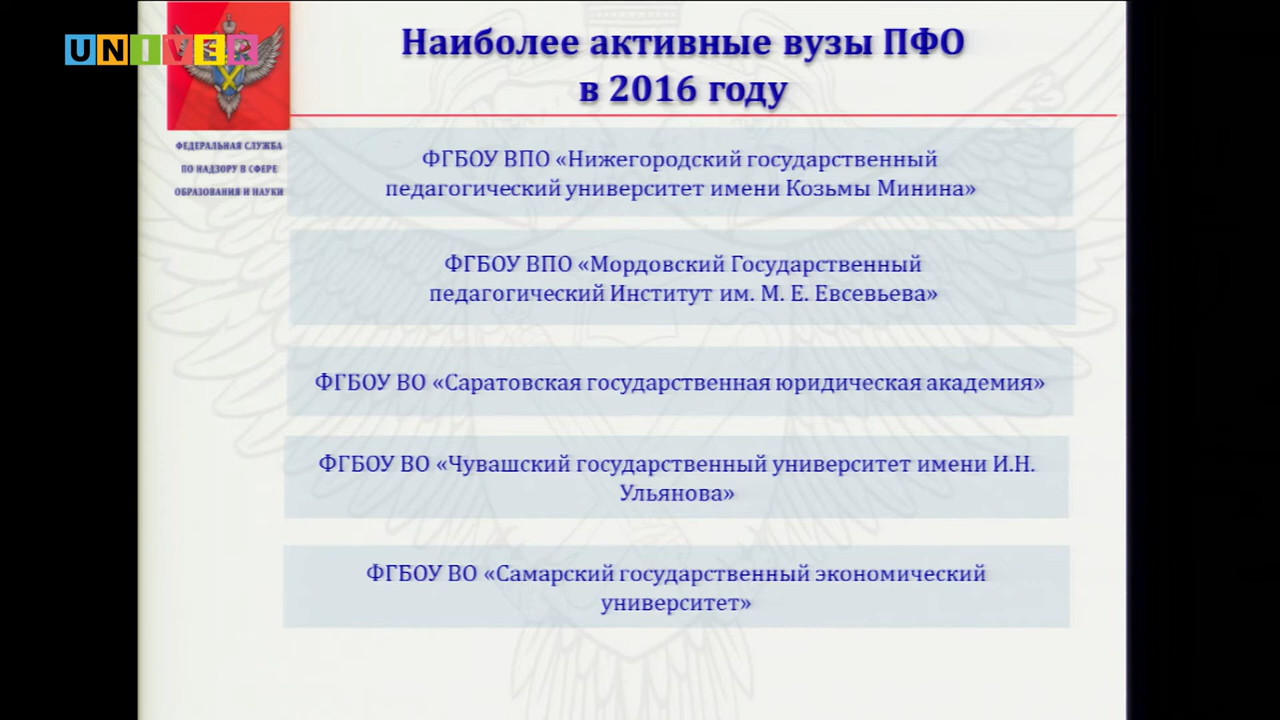 UNIVER
Наиболее активные вузы ПФО
в 2016 году
ФЕДЕРАЛЬНАЯ СЛУЖБА
ПО НАДЗОРУ В СФЕРЕ
ОБРАЗОВАНИЯ И НАУКИ
ФГБОУ ВПО «Нижегородский государственный
педагогический университет имени Козьмы Минина»
ФГБОУ ВПО «Мордовский Государственный
педагогический Институт им. М. Е. Евсевьева»
ФГБОУ ВО «Саратовская государственная юридическая академия»
ФГБОУ ВО «Чувашский государственный университет имени И.Н.
Ульянова»
ФГБОУ ВО «Самарский государственный экономический
университет»